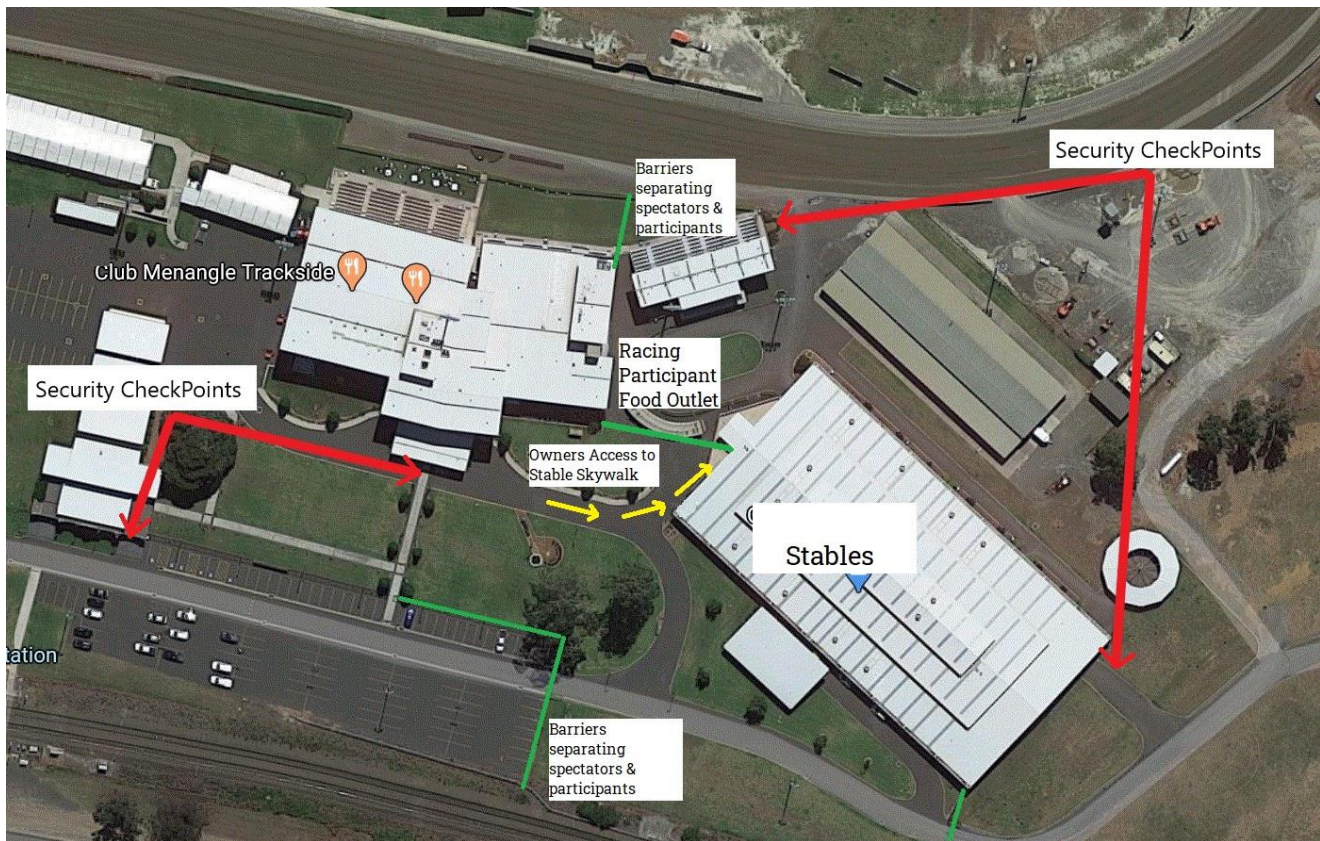 Security CheckPoints
Barriers
separating
spectators &
participants
Club Menangle Trackside
Racing
Participant
Food Outlet
Security CheckPoints
Owners Access to
Stable Skywalk
Stables
tation
Barriers
separating
spectators &
participants